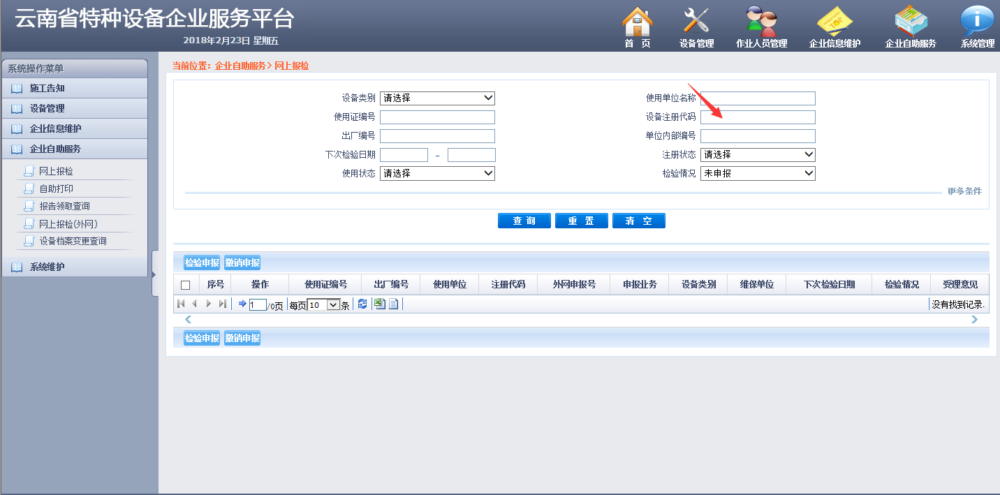 云南省特种设备企业服务平台
2018年2月23日 星期五
首 页 设备管理 作业人员管理 企业信息维护 企业自助服务 系统管理
系统操作菜单
施工告知
设备管理
企业信息维护
企业自助服务
网上报检
自助打印
报告领取查询
网上报检(外网)
设备档案变更查询
系统维护
当前位置：企业自助服务> 网上报检
设备类别 请选择 使用单位名称
使用证编号 设备注册代码
出厂编号 单位内部编号
下次检验日期 - 注册状态 请选择
使用状态 请选择 检验情况 未申报
更多条件
查 询 重 置 清 空
检验申报 撤销申报
序号 操作 使用证编号 出厂编号 使用单位 注册代码 外网申报号 申报业务 设备类别 维保单位 下次检验日期 检验情况 受理意见
1 /0页 每页 10 条 没有找到记录.
检验申报 撤销申报